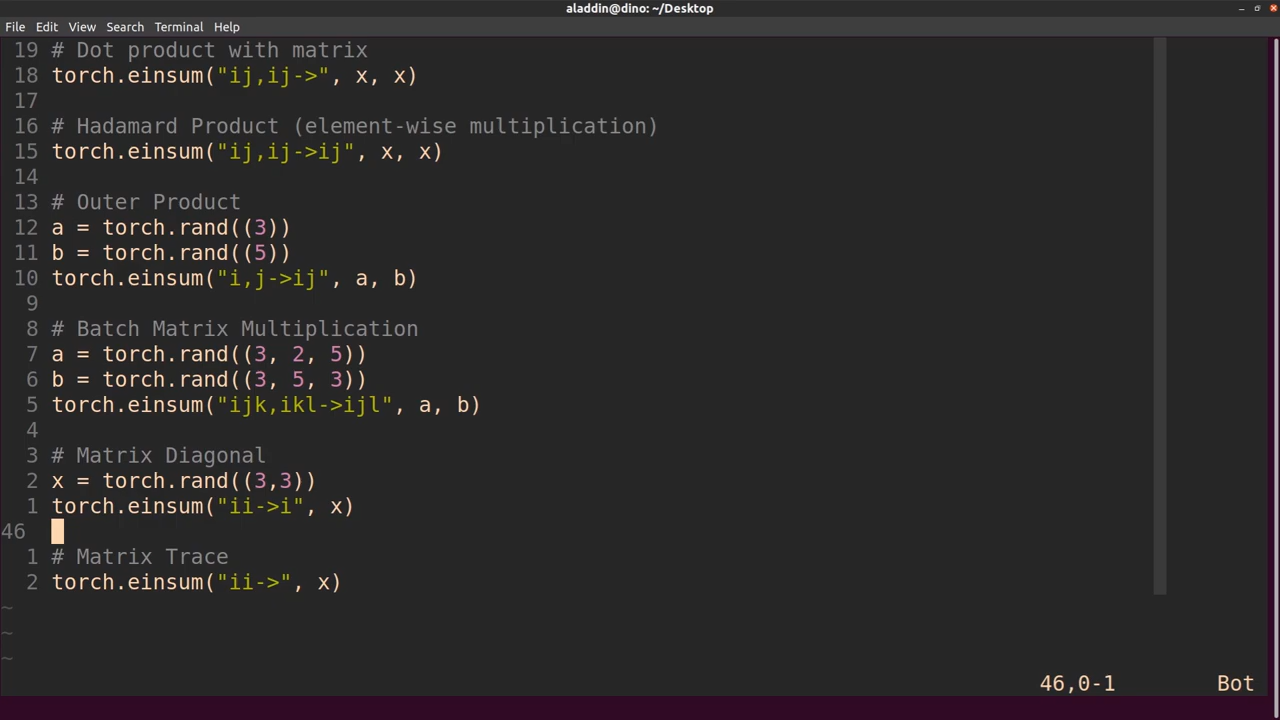 aladdin@dino: ~/Desktop
File Edit View Search Terminal Help
19 # Dot product with matrix
18 torch.einsum("ij,ij->", x, x)
17
16 # Hadamard Product (element-wise multiplication)
15 torch.einsum("ij,ij->ij", x, x)
14
13 # Outer Product
12 a = torch.rand((3))
11 b = torch.rand((5))
10 torch.einsum("i,j->ij", a, b)
9
8 # Batch Matrix Multiplication
7 a = torch.rand((3, 2, 5))
6 b = torch.rand((3, 5, 3))
5 torch.einsum("ijk,ikl->ijl", a, b)
4
3 # Matrix Diagonal
2 x = torch.rand((3,3))
1 torch.einsum("ii->i", x)
46
1 # Matrix Trace
2 torch.einsum("ii->", x)
~
~
~
46,0-1 Bot